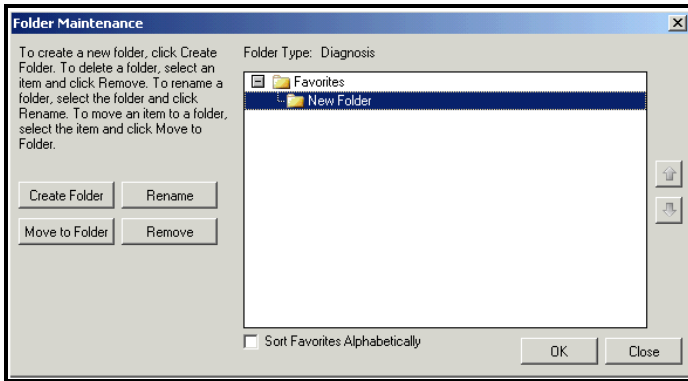 Folder Maintenance
To create a new folder, click Create
Folder. To delete a folder, select an
item and click Remove. To rename a
folder, select the folder and click
Rename. To move an item to a folder,
select the item and click Move to
Folder.
Create Folder
Rename
Move to Folder
Remove
Folder Type: Diagnosis
Favorites
New Folder
Sort Favorites Alphabetically
OK
Close